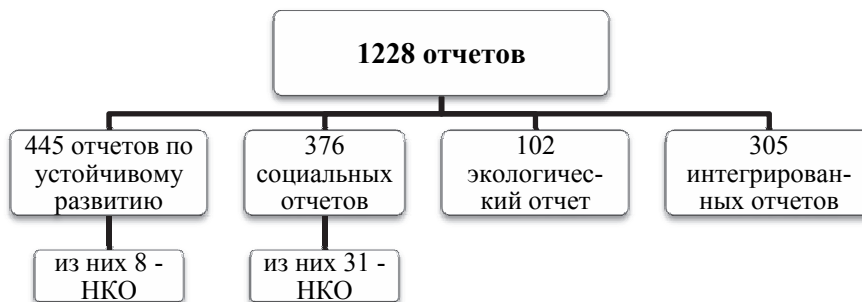 1228 отчетов
445 отчетов по
устойчивому
развитию
376
социальных
отчетов
102
экологичес-
кий отчет
305
интегрирован-
ных отчетов
из них 8 -
НКО
из них 31 -
НКО